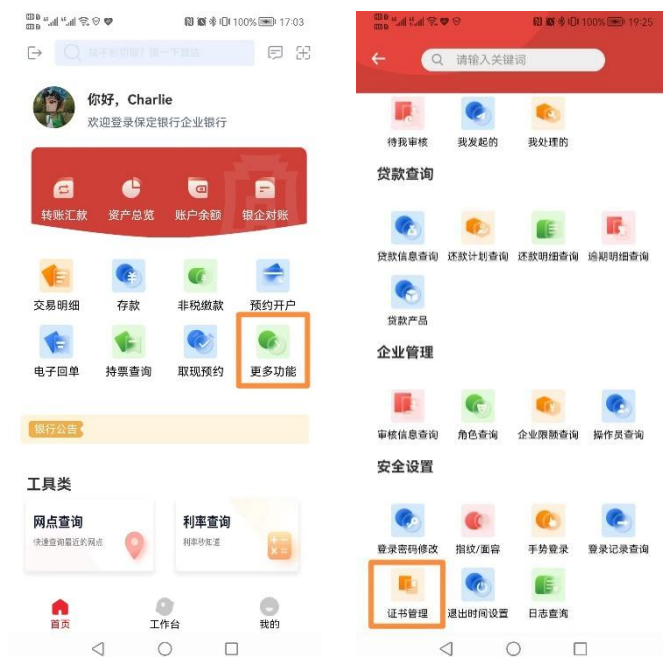 17:03
你好，Charlie
欢迎登录保定银行企业银行
转账汇款 资产总览 账户余额 银企对账
交易明细 存款 非税缴款 预约开户
电子回单 持票查询 取现预约 更多功能
银行公告
工具类
网点查询 利率查询
快速查询最近的网点 利率秒知道
首页 工作台 我的
100% 19:25
请输入关键词
待我审核 我发起的 我处理的
贷款查询
贷款信息查询 还款计划查询 还款明细查询 逾期明细查询
贷款产品
企业管理
审核信息查询 角色查询 企业限额查询 操作员查询
安全设置
登录密码修改 指纹/面容 手势登录 登录记录查询
证书管理 退出时间设置 日志查询